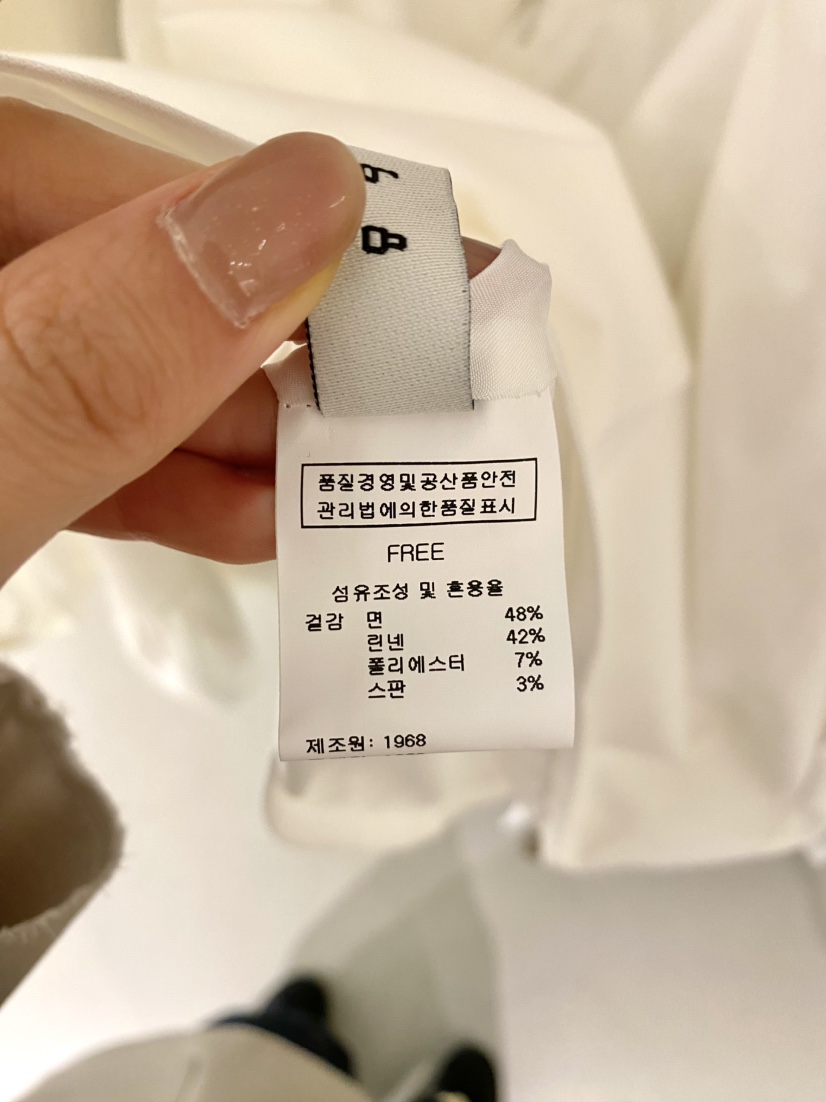 품질경영및공산품안전
관리법에의한품질표시
FREE
섬유조성 및 혼용율
겉감 면 48%
린넨 42%
폴리에스터 7%
스판 3%
제조원: 1968